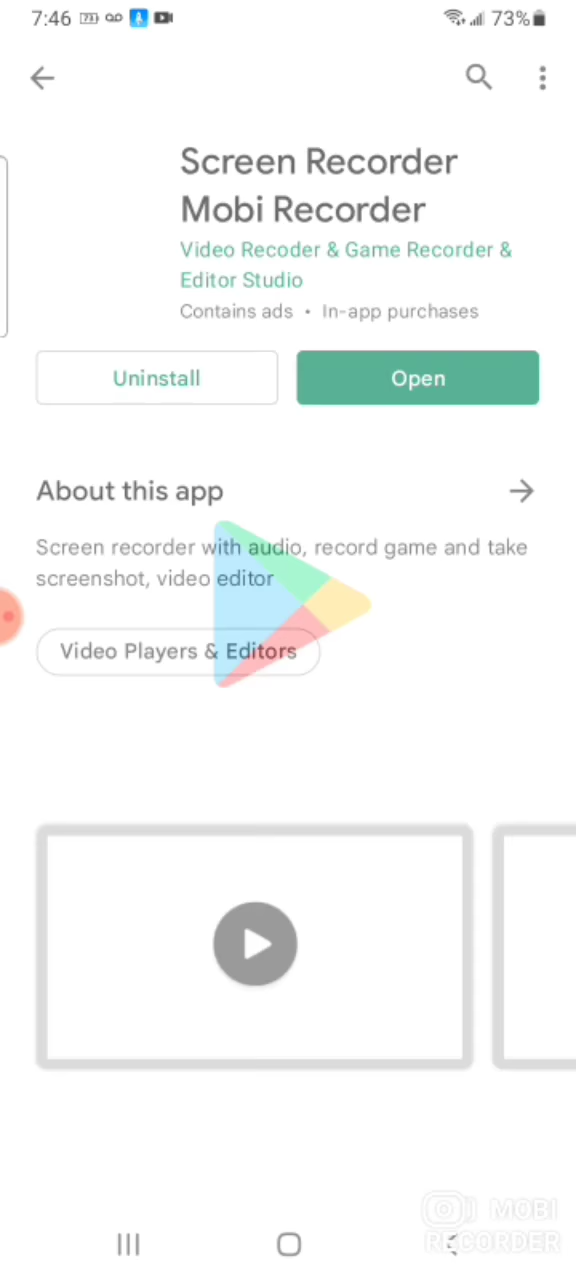 7:46 73 73%
Screen Recorder
Mobi Recorder
Video Recoder & Game Recorder &
Editor Studio
Contains ads • In-app purchases
Uninstall Open
About this app
Screen recorder with audio, record game and take
screenshot, video editor
Video Players & Editors
MOBI
RECORDER